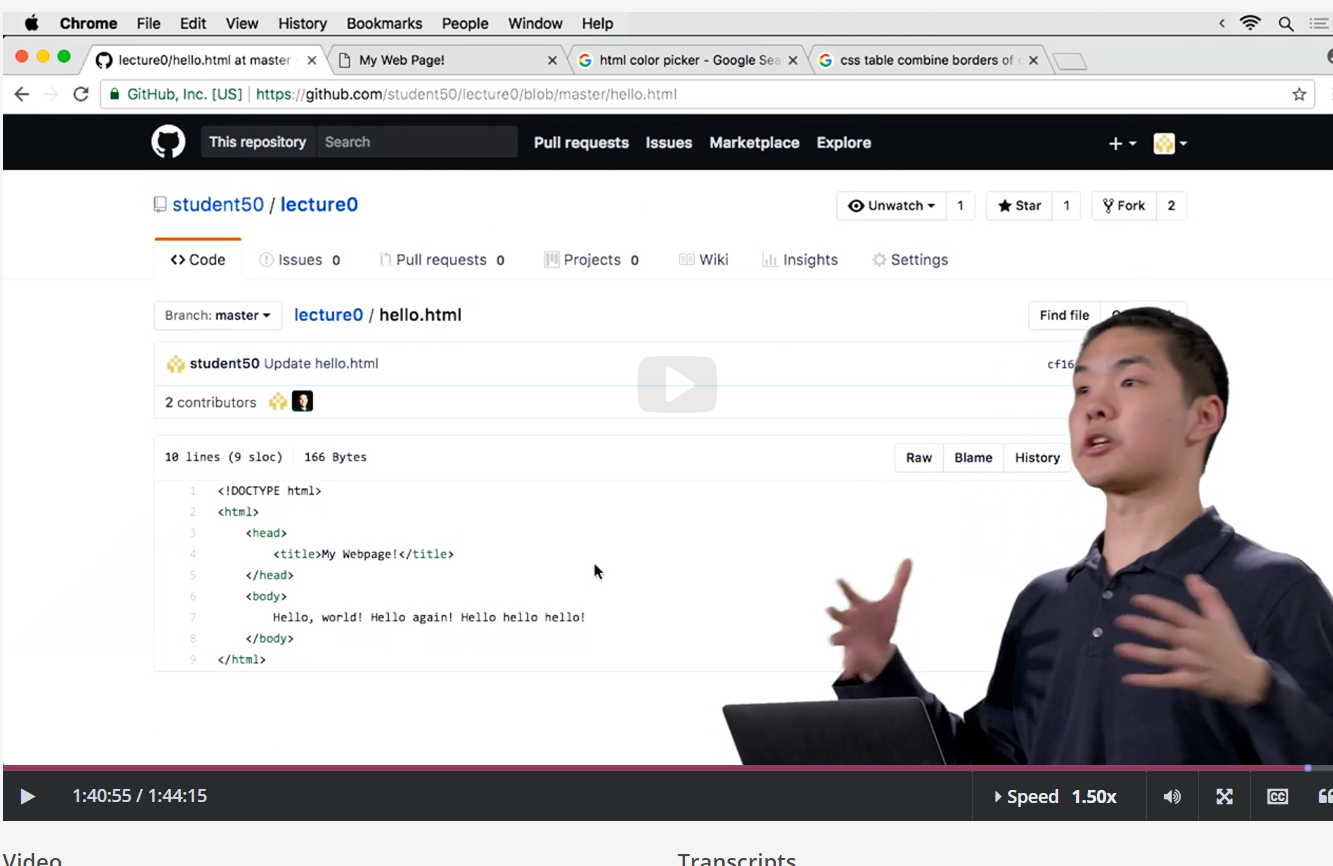 Chrome File Edit View History Bookmarks People Window Help
lecture0/hello.html at master
My Web Page!
html color picker - Google Sea
css table combine borders of
GitHub, Inc. [US] https://github.com/student50/lecture0/blob/master/hello.html
This repository Search Pull requests Issues Marketplace Explore
student50 / lecture0
Unwatch 1 Star 1 Fork 2
Code Issues 0 Pull requests 0 Projects 0 Wiki Insights Settings
Branch: master lecture0 / hello.html
Find file
student50 Update hello.html
cf16
2 contributors
10 lines (9 sloc) 166 Bytes
Raw Blame History
1 <!DOCTYPE html>
2 <html>
3 <head>
4 <title>My Webpage!</title>
5 </head>
6 <body>
7 Hello, world! Hello again! Hello hello hello!
8 </body>
9 </html>
1:40:55 / 1:44:15
Speed 1.50x
CC
Video
Transcripts